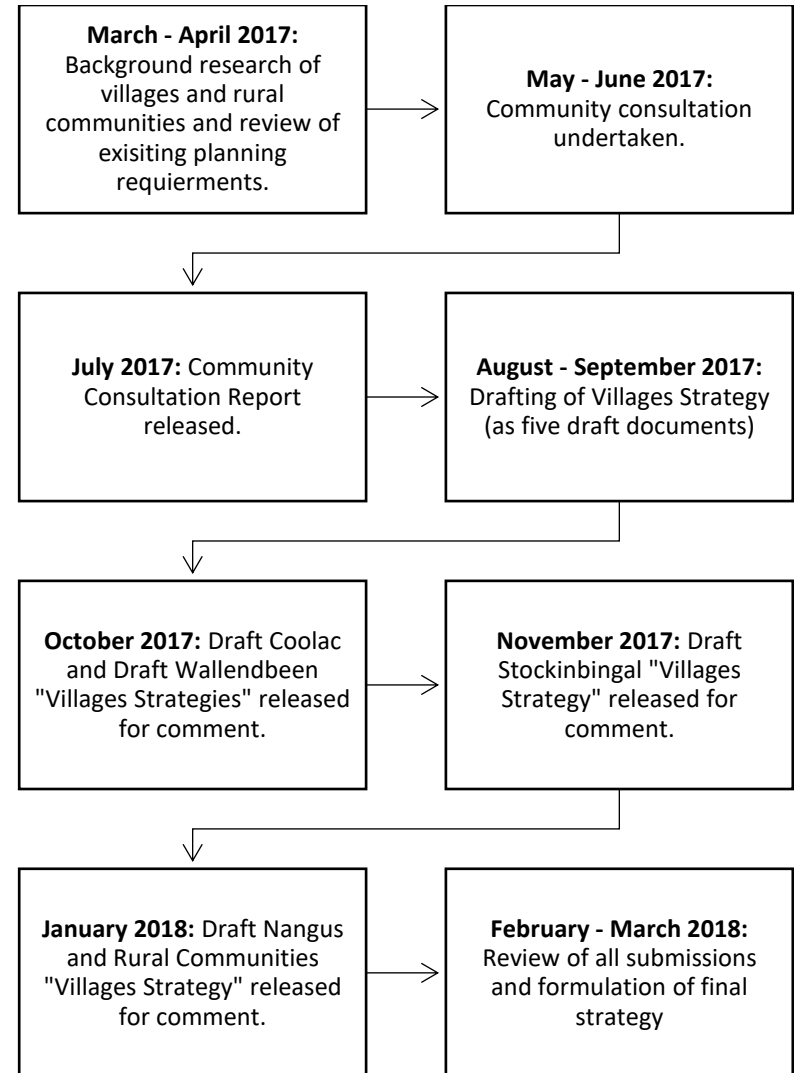 March - April 2017:
Background research of
villages and rural
communities and review of
exisiting planning
requierments.
May - June 2017:
Community consultation
undertaken.
July 2017: Community
Consultation Report
released.
August - September 2017:
Drafting of Villages Strategy
(as five draft documents)
October 2017: Draft Coolac
and Draft Wallendbeen
"Villages Strategies" released
for comment.
November 2017: Draft
Stockinbingal "Villages
Strategy" released for
comment.
January 2018: Draft Nangus
and Rural Communities
"Villages Strategy" released
for comment.
February - March 2018:
Review of all submissions
and formulation of final
strategy